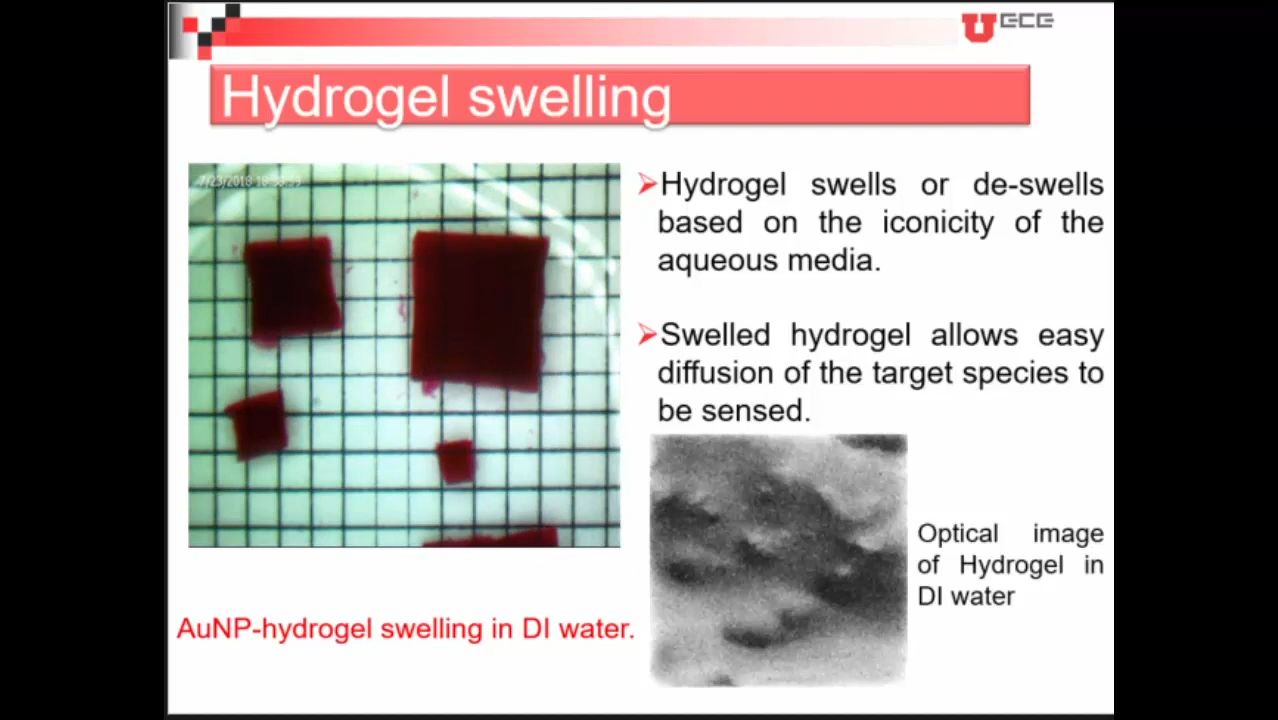 ECE
Hydrogel swelling
Hydrogel swells or de-swells
based on the iconicity of the
aqueous media.
Swelled hydrogel allows easy
diffusion of the target species to
be sensed.
Optical image
of Hydrogel in
DI water
AuNP-hydrogel swelling in DI water.